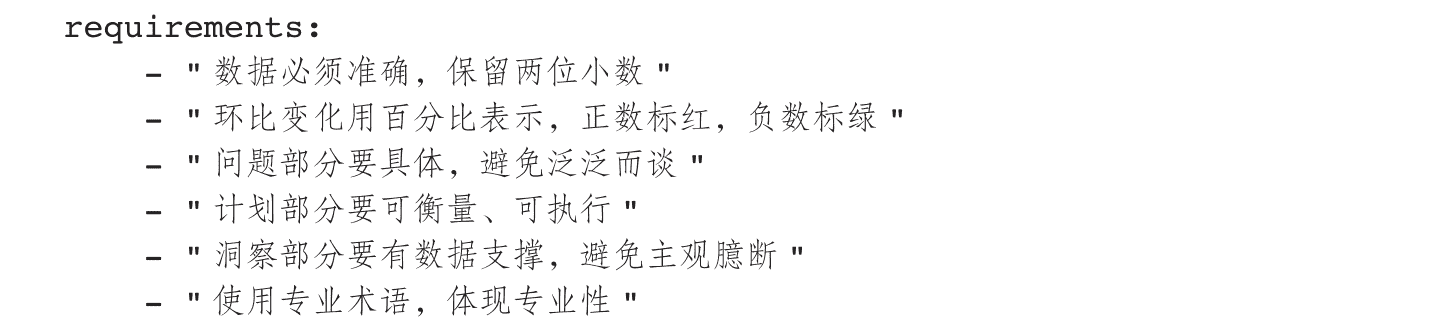 requirements:
- "数据必须准确，保留两位小数"
- "环比变化用百分比表示，正数标红，负数标绿"
- "问题部分要具体，避免泛泛而谈"
- "计划部分要可衡量、可执行"
- "洞察部分要有数据支撑，避免主观臆断"
- "使用专业术语，体现专业性"